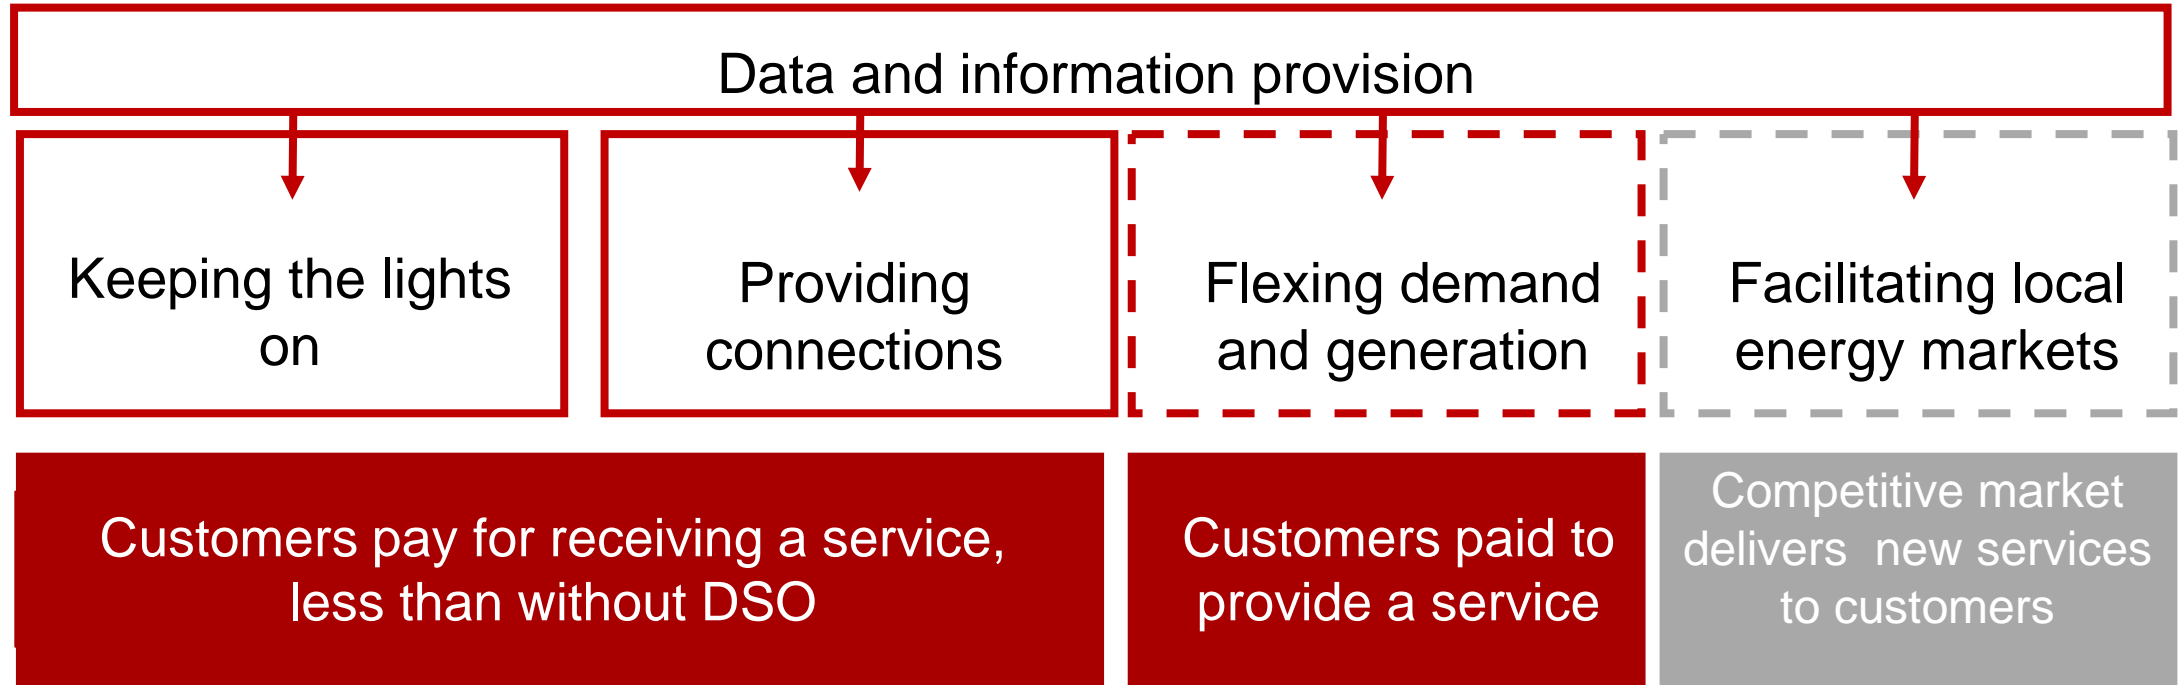 Data and information provision
Keeping the lights
on
Providing
connections
Flexing demand
and generation
Facilitating local
energy markets
Customers pay for receiving a service,
less than without DSO
Customers paid to
provide a service
Competitive market
delivers  new services
to customers